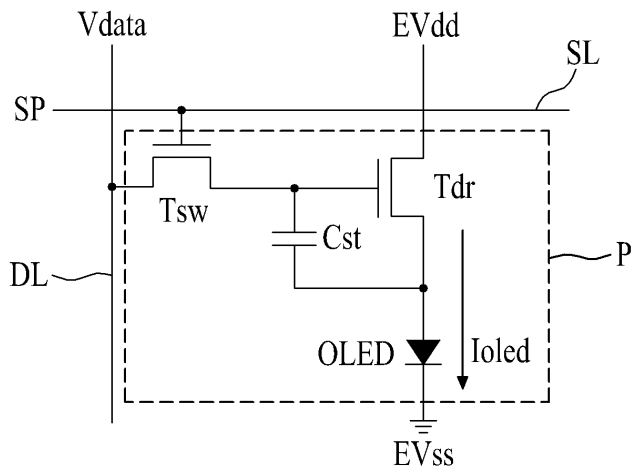 Vdata
EVdd
SL
SP
Tsw
Tdr
Cst
P
DL
OLED
Ioled
EVss